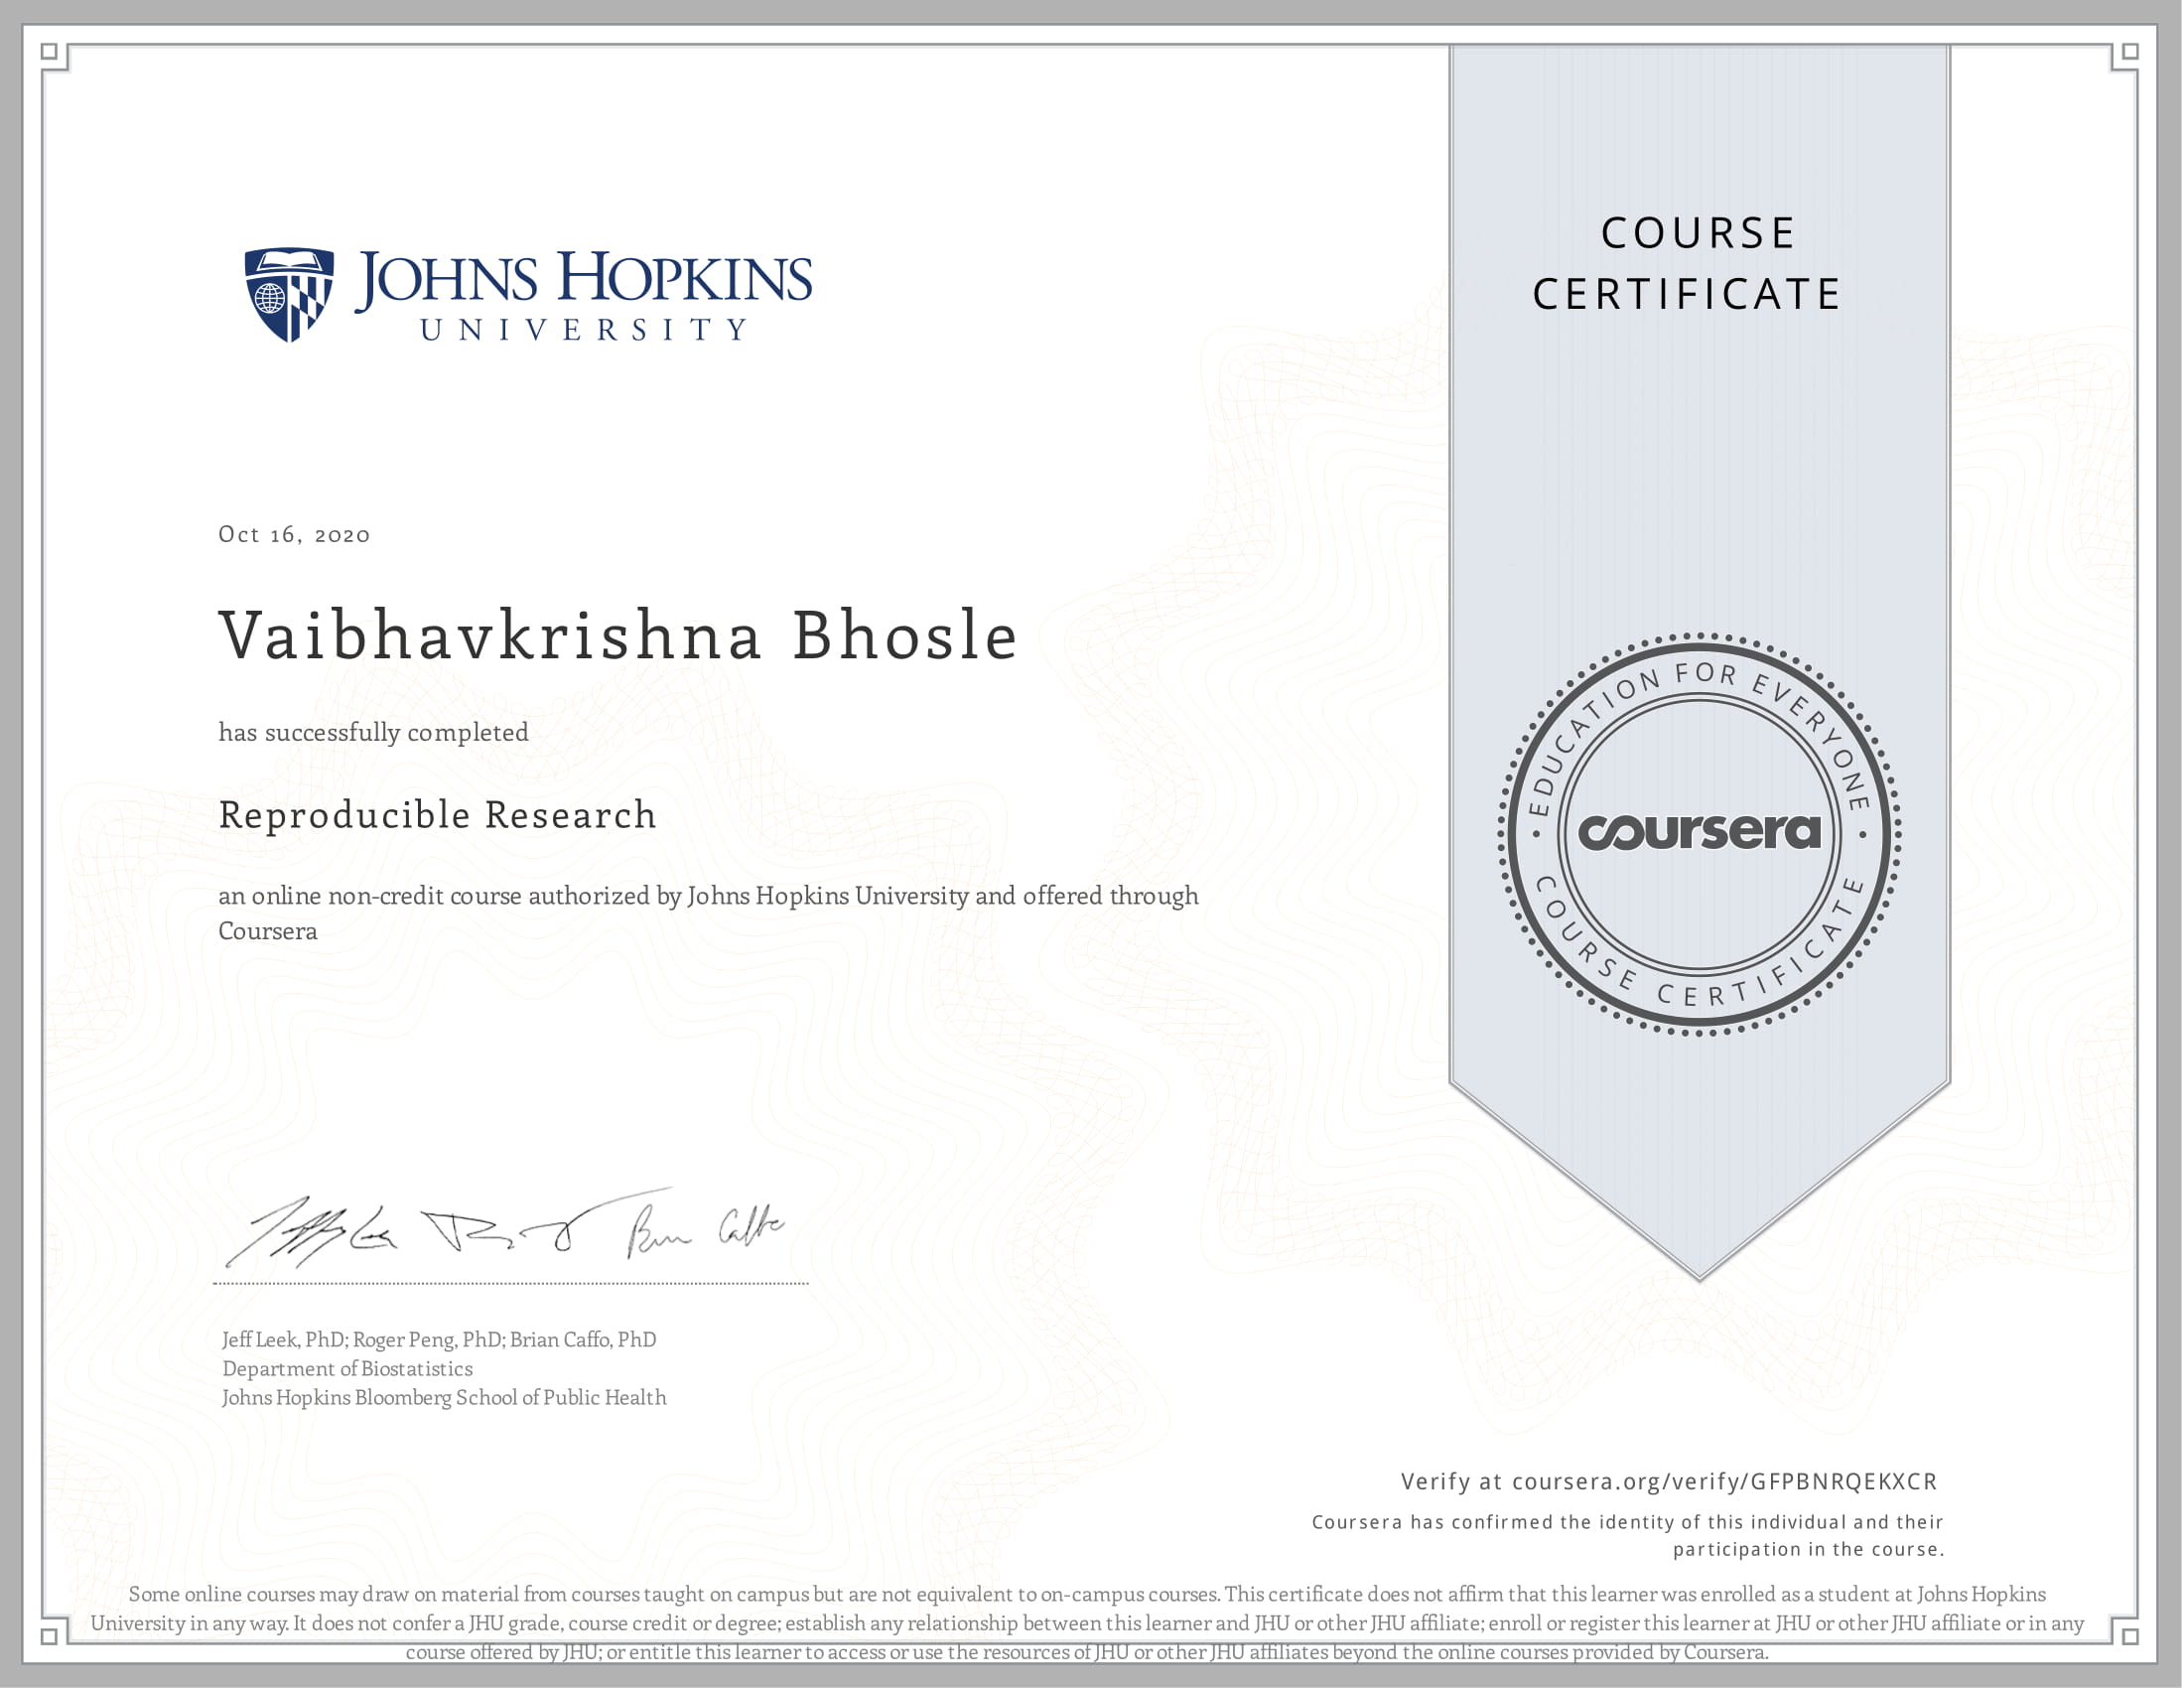 JOHNS HOPKINS
UNIVERSITY
COURSE
CERTIFICATE
Oct 16, 2020
Vaibhavkrishna Bhosle
has successfully completed
Reproducible Research
an online non-credit course authorized by Johns Hopkins University and offered through
Coursera
EDUCATION FOR EVERYONE
coursera
COURSE CERTIFICATE
Jeff Leek, PhD; Roger Peng, PhD; Brian Caffo, PhD
Department of Biostatistics
Johns Hopkins Bloomberg School of Public Health
Verify at coursera.org/verify/GFPBNRQEKXCR
Coursera has confirmed the identity of this individual and their
participation in the course.
Some online courses may draw on material from courses taught on campus but are not equivalent to on-campus courses. This certificate does not affirm that this learner was enrolled as a student at Johns Hopkins
University in any way. It does not confer a JHU grade, course credit or degree; establish any relationship between this learner and JHU or other JHU affiliate; enroll or register this learner at JHU or other JHU affiliate or in any
course offered by JHU; or entitle this learner to access or use the resources of JHU or other JHU affiliates beyond the online courses provided by Coursera.